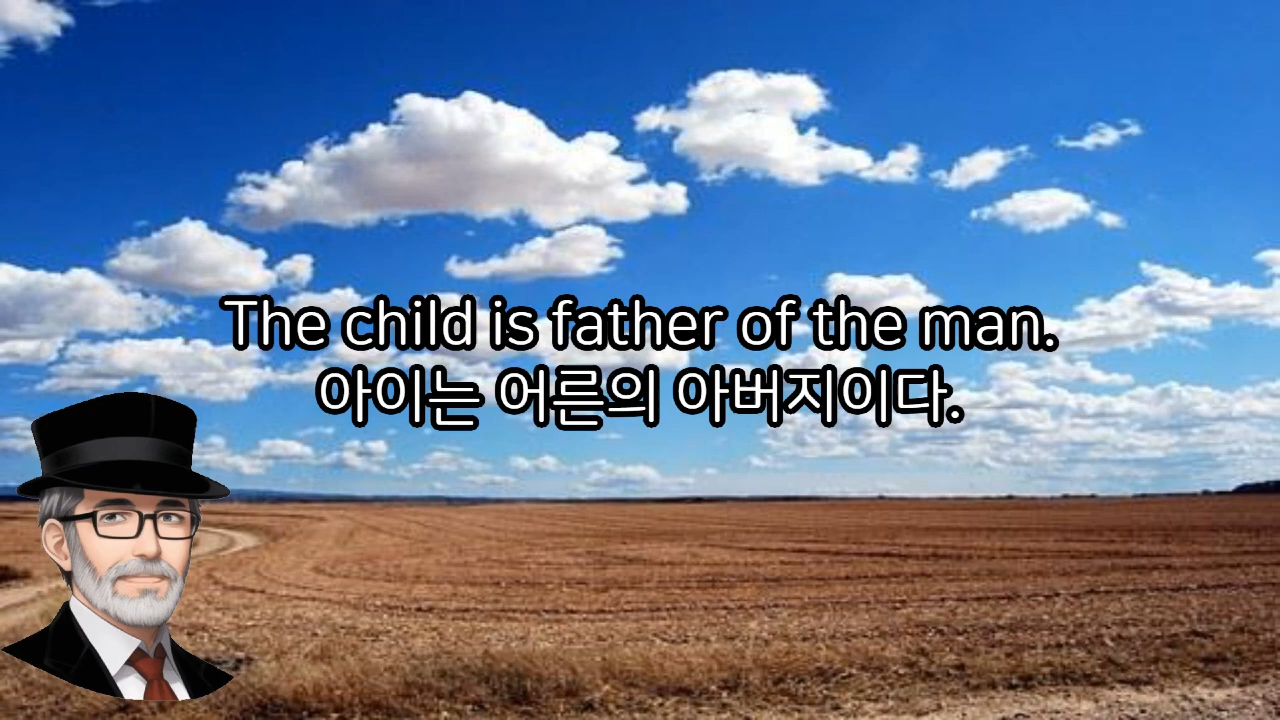 The child is father of the man.
아이는 어른의 아버지이다.